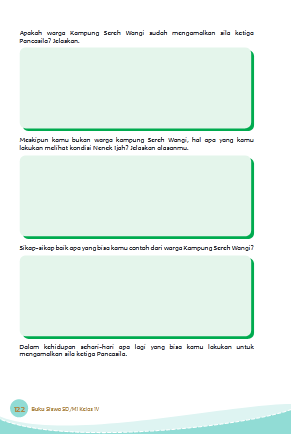 Apakah warga Kampung Sereh Wangi sudah mengamalkan sila ketiga
Pancasila? Jelaskan.
Meskipun kamu bukan warga kampung Sereh Wangi, hal apa yang kamu
lakukan melihat kondisi Nenek Ijah? Jelaskan alasanmu.
Sikap-sikap baik apa yang bisa kamu contoh dari warga Kampung Sereh Wangi?
Dalam kehidupan sehari-hari apa lagi yang bisa kamu lakukan untuk
mengamalkan sila ketiga Pancasila.
122
Buku Siswa SD/MI Kelas IV